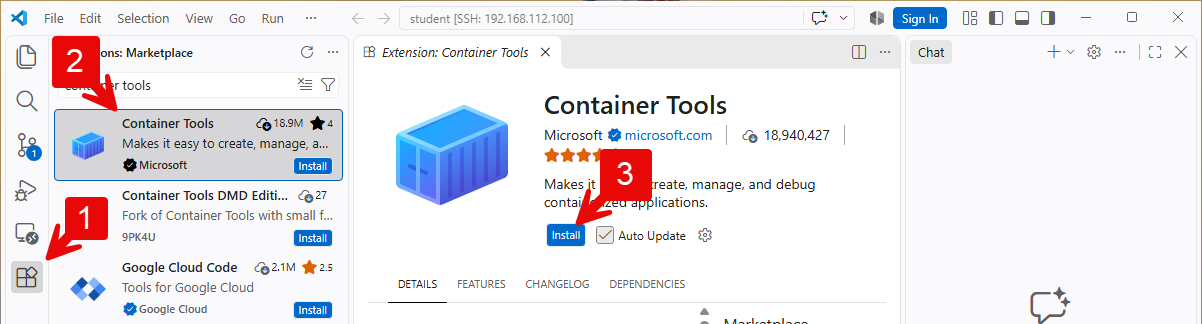 File Edit Selection View Go Run
student [SSH: 192.168.112.100]
Sign In
2
ons: Marketplace
container tools
Container Tools 18.9M 4
Makes it easy to create, manage, a...
Microsoft Install
Container Tools DMD Editi... 27
Fork of Container Tools with small f...
9PK4U Install
Google Cloud Code 2.1M 2.5
Tools for Google Cloud
Google Cloud Install
1
1
Extension: Container Tools
Container Tools
Microsoft microsoft.com 18,940,427
Makes it create, manage, and debug
containerized applications.
3
Install Auto Update
DETAILS FEATURES CHANGELOG DEPENDENCIES
Marketplace
Chat